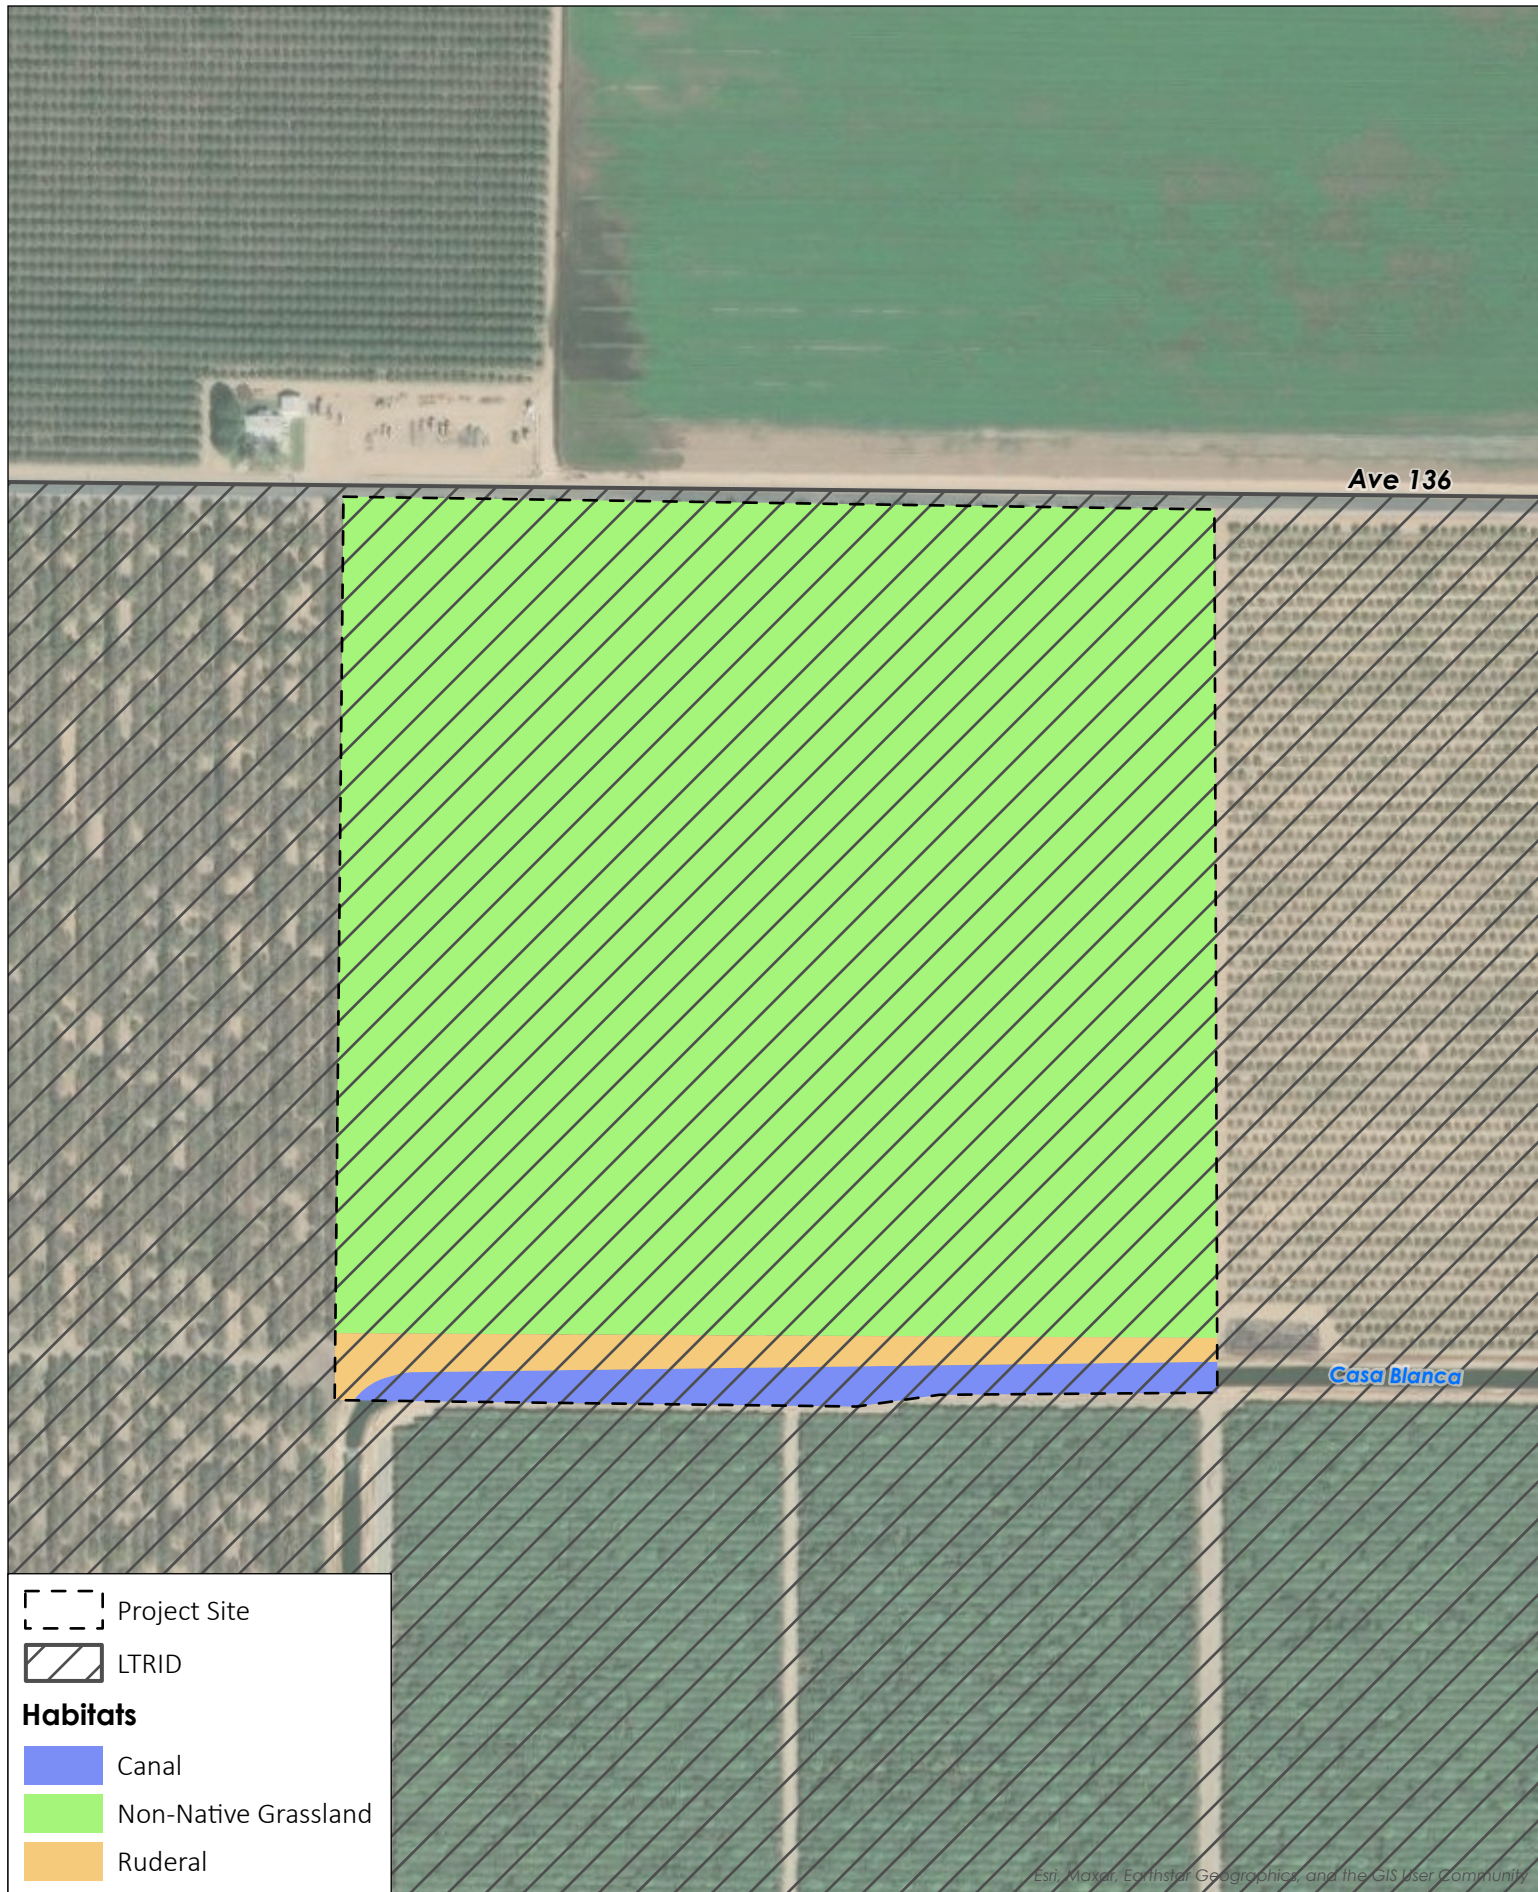 Ave 136
Casa Blanca
Project Site
LTRID
Habitats
Canal
Non-Native Grassland
Ruderal
Esri, Maxar, Earthstar Geographics, and the GIS User Community